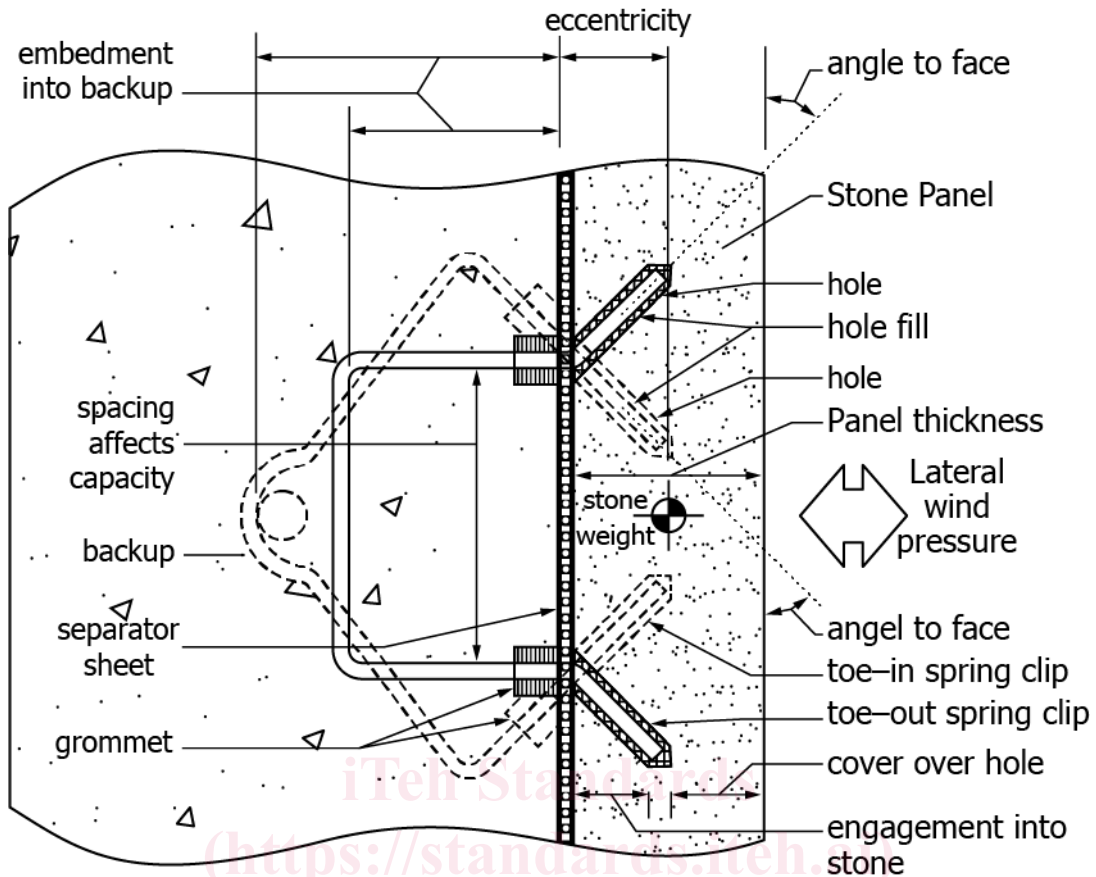 eccentricity
embedment
into backup
angle to face
Stone Panel
hole
hole fill
hole
Panel thickness
spacing
affects
capacity
stone
weight
Lateral
wind
pressure
backup
separator
sheet
angel to face
toe–in spring clip
toe–out spring clip
grommet
cover over hole
engagement into
stone
iTeh Standards
(https://standards.iteh.ai)